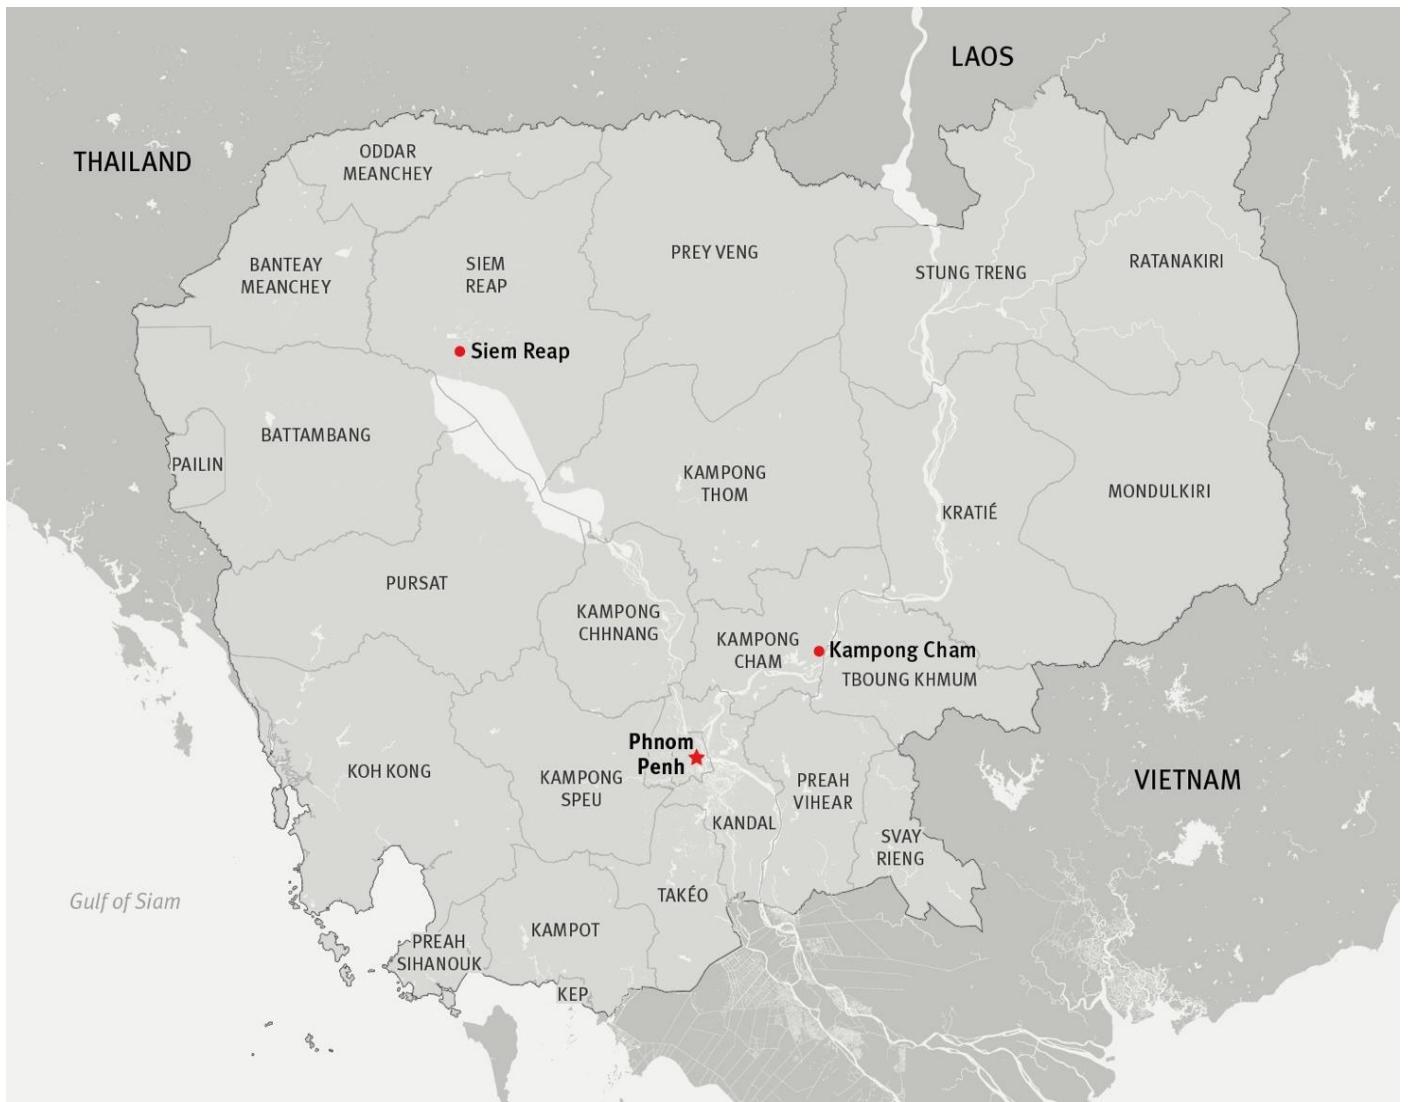 LAOS
THAILAND
ODDAR
MEANCHEY
PREY VENG
BANTEAY
MEANCHEY
SIEM
REAP
STUNG TRENG
RATANAKIRI
Siem Reap
BATTAMBANG
PAILIN
KAMPONG
THOM
MONDULKIRI
KRATIÉ
PURSAT
KAMPONG
CHHNANG
KAMPONG
CHAM
Kampong Cham
TBOUNG KHMUM
Phnom
Penh
KOH KONG
KAMPONG
SPEU
PREAH
VIHEAR
VIETNAM
KANDAL
SVAY
RIENG
Gulf of Siam
TAKÉO
KAMPOT
PREAH
SIHANOUK
KEP